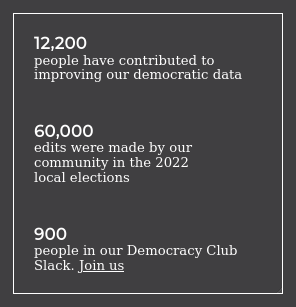 12,200
people have contributed to
improving our democratic data
60,000
edits were made by our
community in the 2022
local elections
900
people in our Democracy Club
Slack. Join us